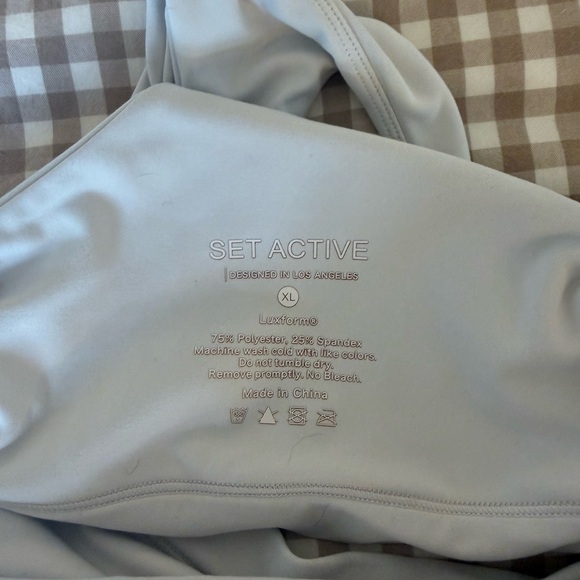 SET ACTIVE
DESIGNED IN LOS ANGELES
XL
Luxform®
75% Polyester, 25% Spandex
Machine wash cold with like colors.
Do not tumble dry.
Remove promptly. No Bleach.
Made in China